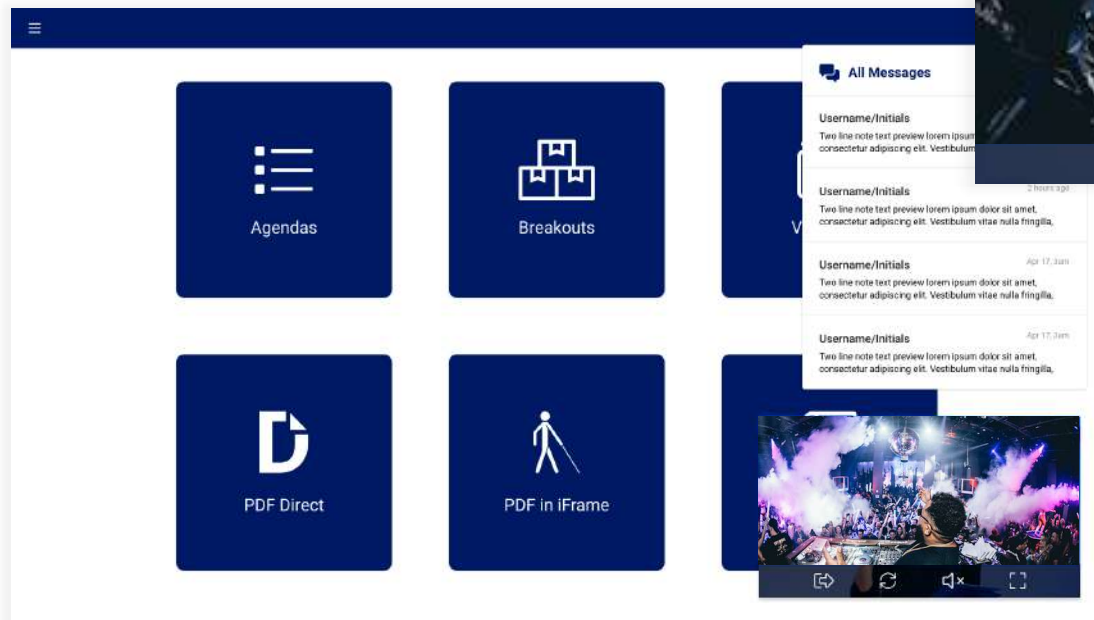 All Messages
Username/Initials
Two line note text preview lorem ipsum
consectetur adipiscing elit. Vestibulum
Agendas
Breakouts
V
Username/Initials
2 hours ago
Two line note text preview lorem ipsum dolor sit amet,
consectetur adipiscing elit. Vestibulum vitae nulla fringilla,
Username/Initials
Apr 17, 3am
Two line note text preview lorem ipsum dolor sit amet,
consectetur adipiscing elit. Vestibulum vitae nulla fringilla,
Username/Initials
Apr 17, 3am
Two line note text preview lorem ipsum dolor sit amet,
consectetur adipiscing elit. Vestibulum vitae nulla fringilla,
PDF Direct
PDF in iFrame